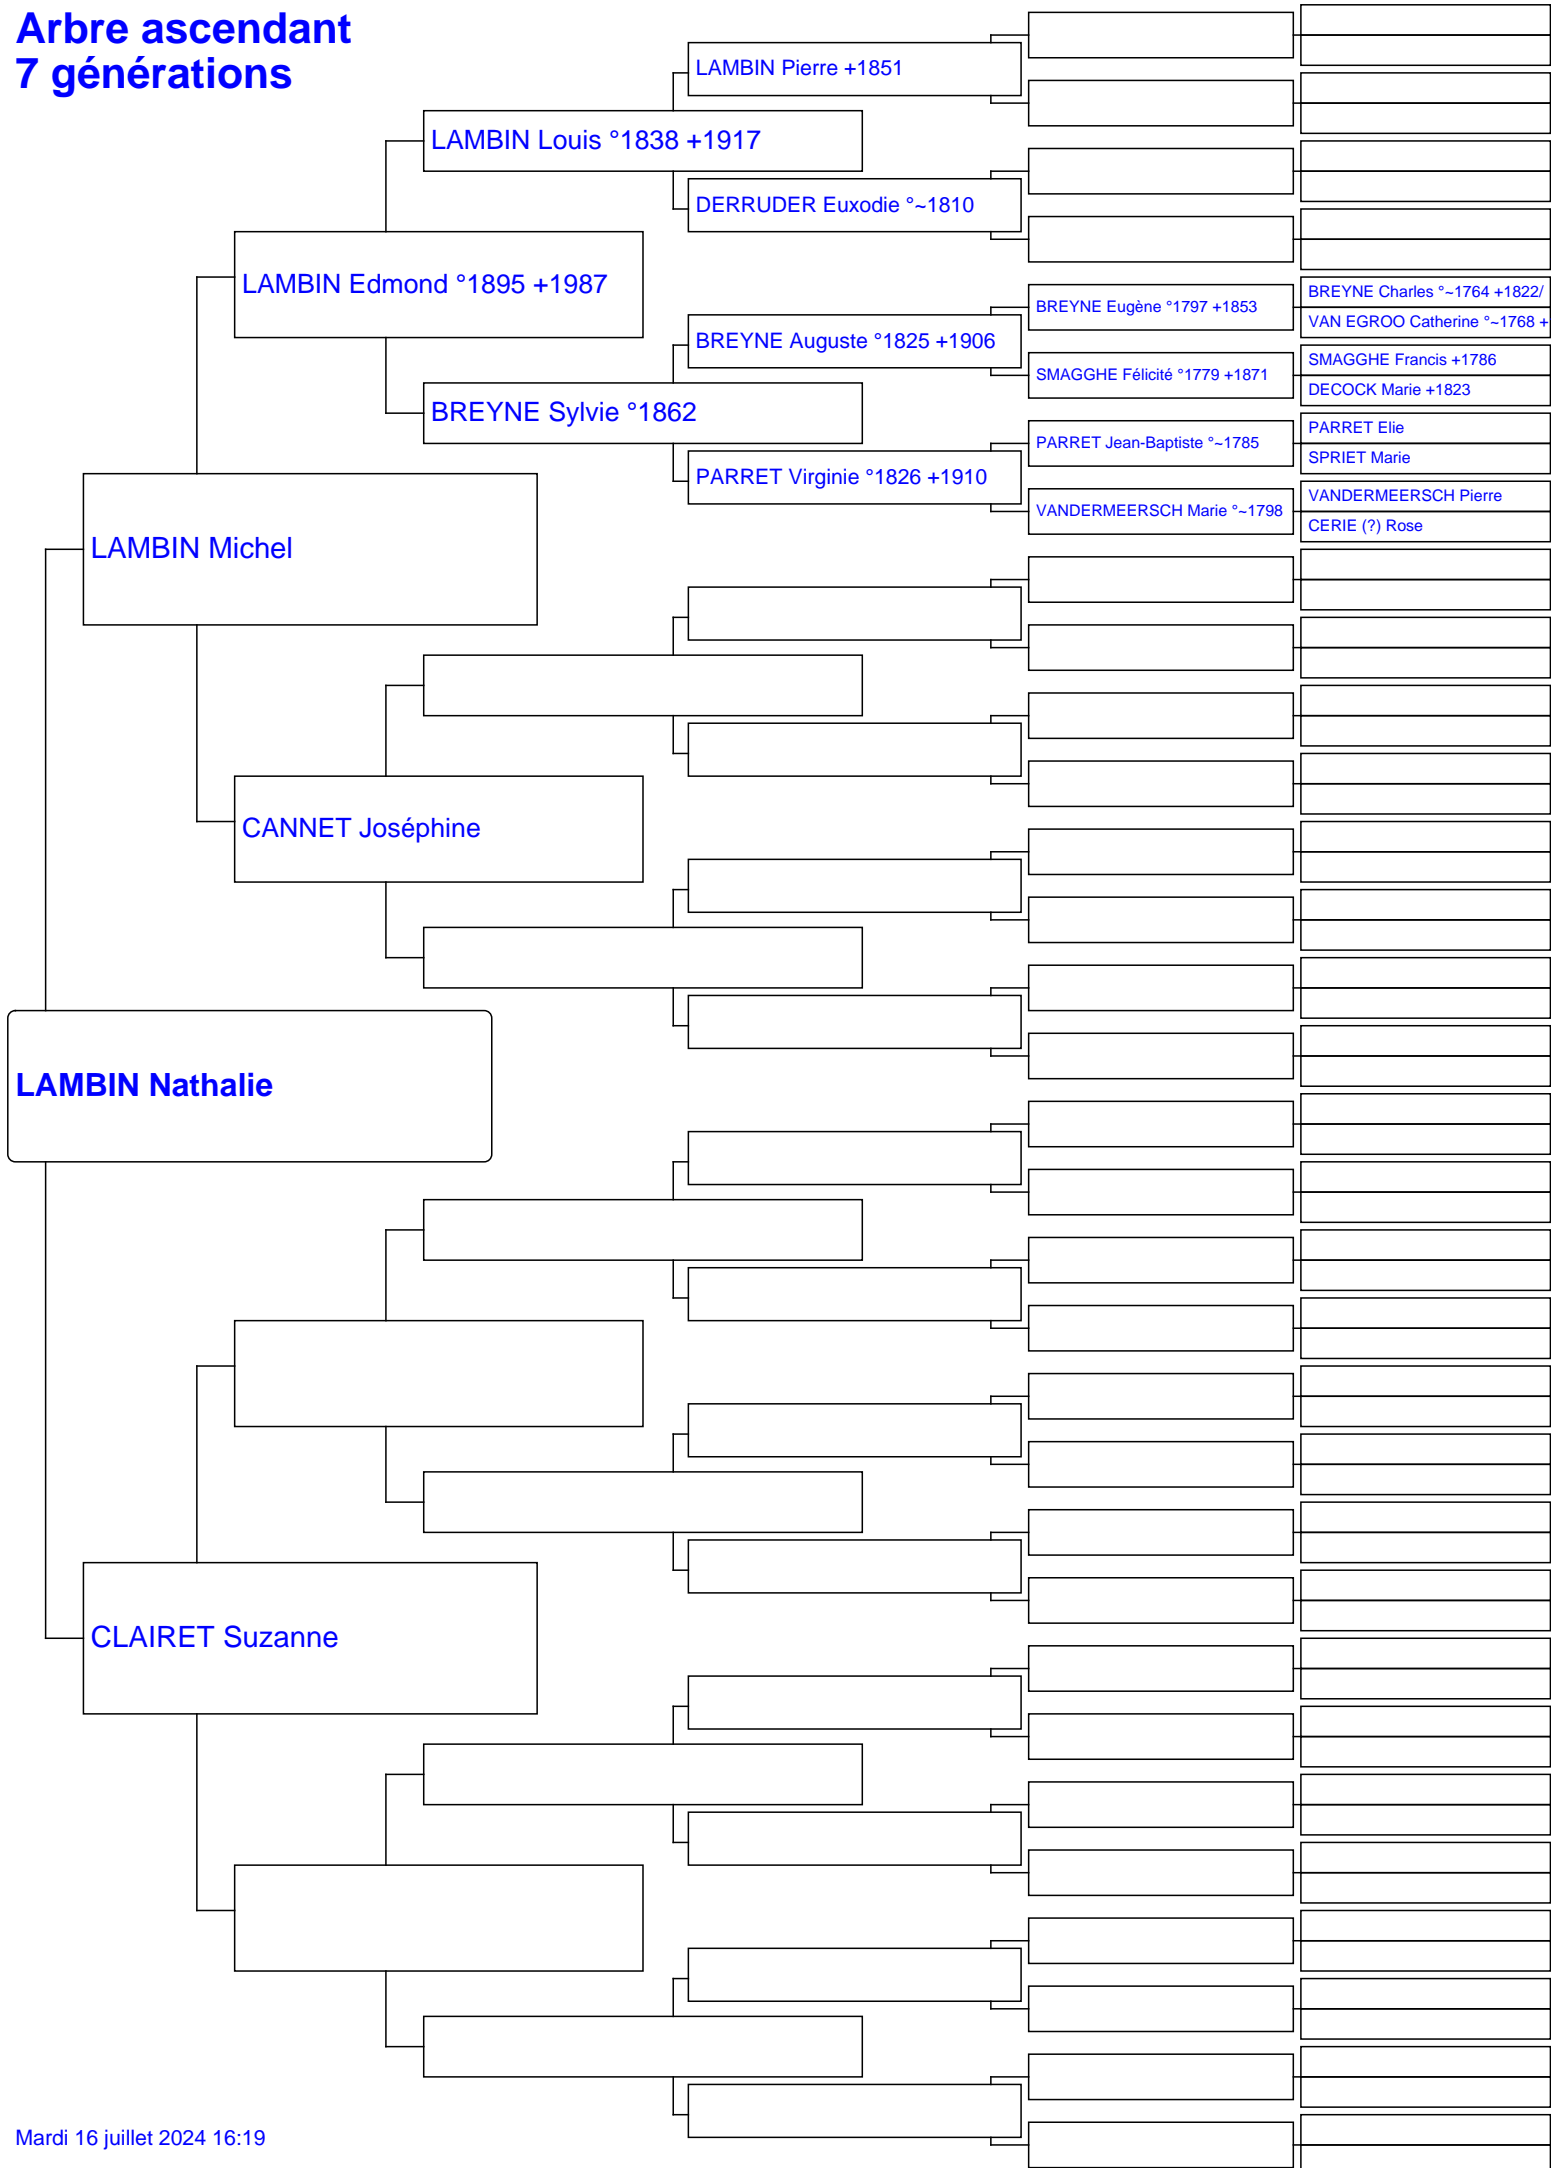 Arbre ascendant
7 générations
LAMBIN Pierre +1851
LAMBIN Louis °1838 +1917
DERRUDER Euxodie °~1810
LAMBIN Edmond °1895 +1987
BREYNE Charles °~1764 +1822/
BREYNE Eugène °1797 +1853
VAN EGROO Catherine °~1768 +
BREYNE Auguste °1825 +1906
SMAGGHE Francis +1786
SMAGGHE Félicité °1779 +1871
DECOCK Marie +1823
BREYNE Sylvie °1862
PARRET Elie
PARRET Jean-Baptiste °~1785
SPRIET Marie
PARRET Virginie °1826 +1910
VANDERMEERSCH Pierre
VANDERMEERSCH Marie °~1798
CERIE (?) Rose
LAMBIN Michel
CANNET Joséphine
LAMBIN Nathalie
CLAIRET Suzanne
Mardi 16 juillet 2024 16:19